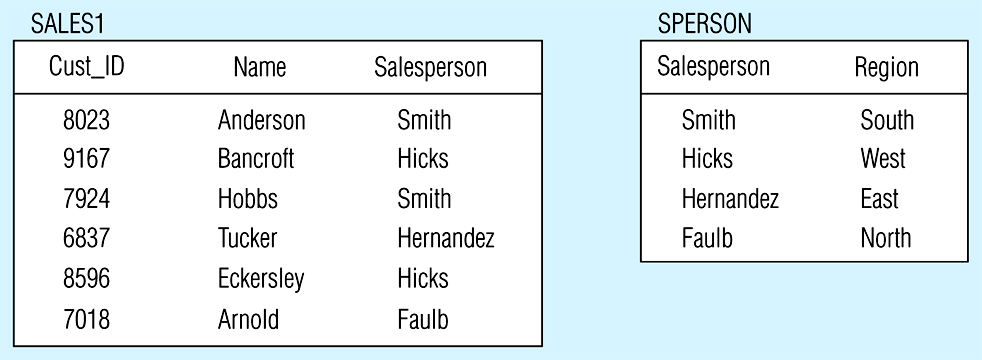 SALES1
Cust_ID Name Salesperson
8023 Anderson Smith
9167 Bancroft Hicks
7924 Hobbs Smith
6837 Tucker Hernandez
8596 Eckersley Hicks
7018 Arnold Faulb
SPERSON
Salesperson Region
Smith South
Hicks West
Hernandez East
Faulb North